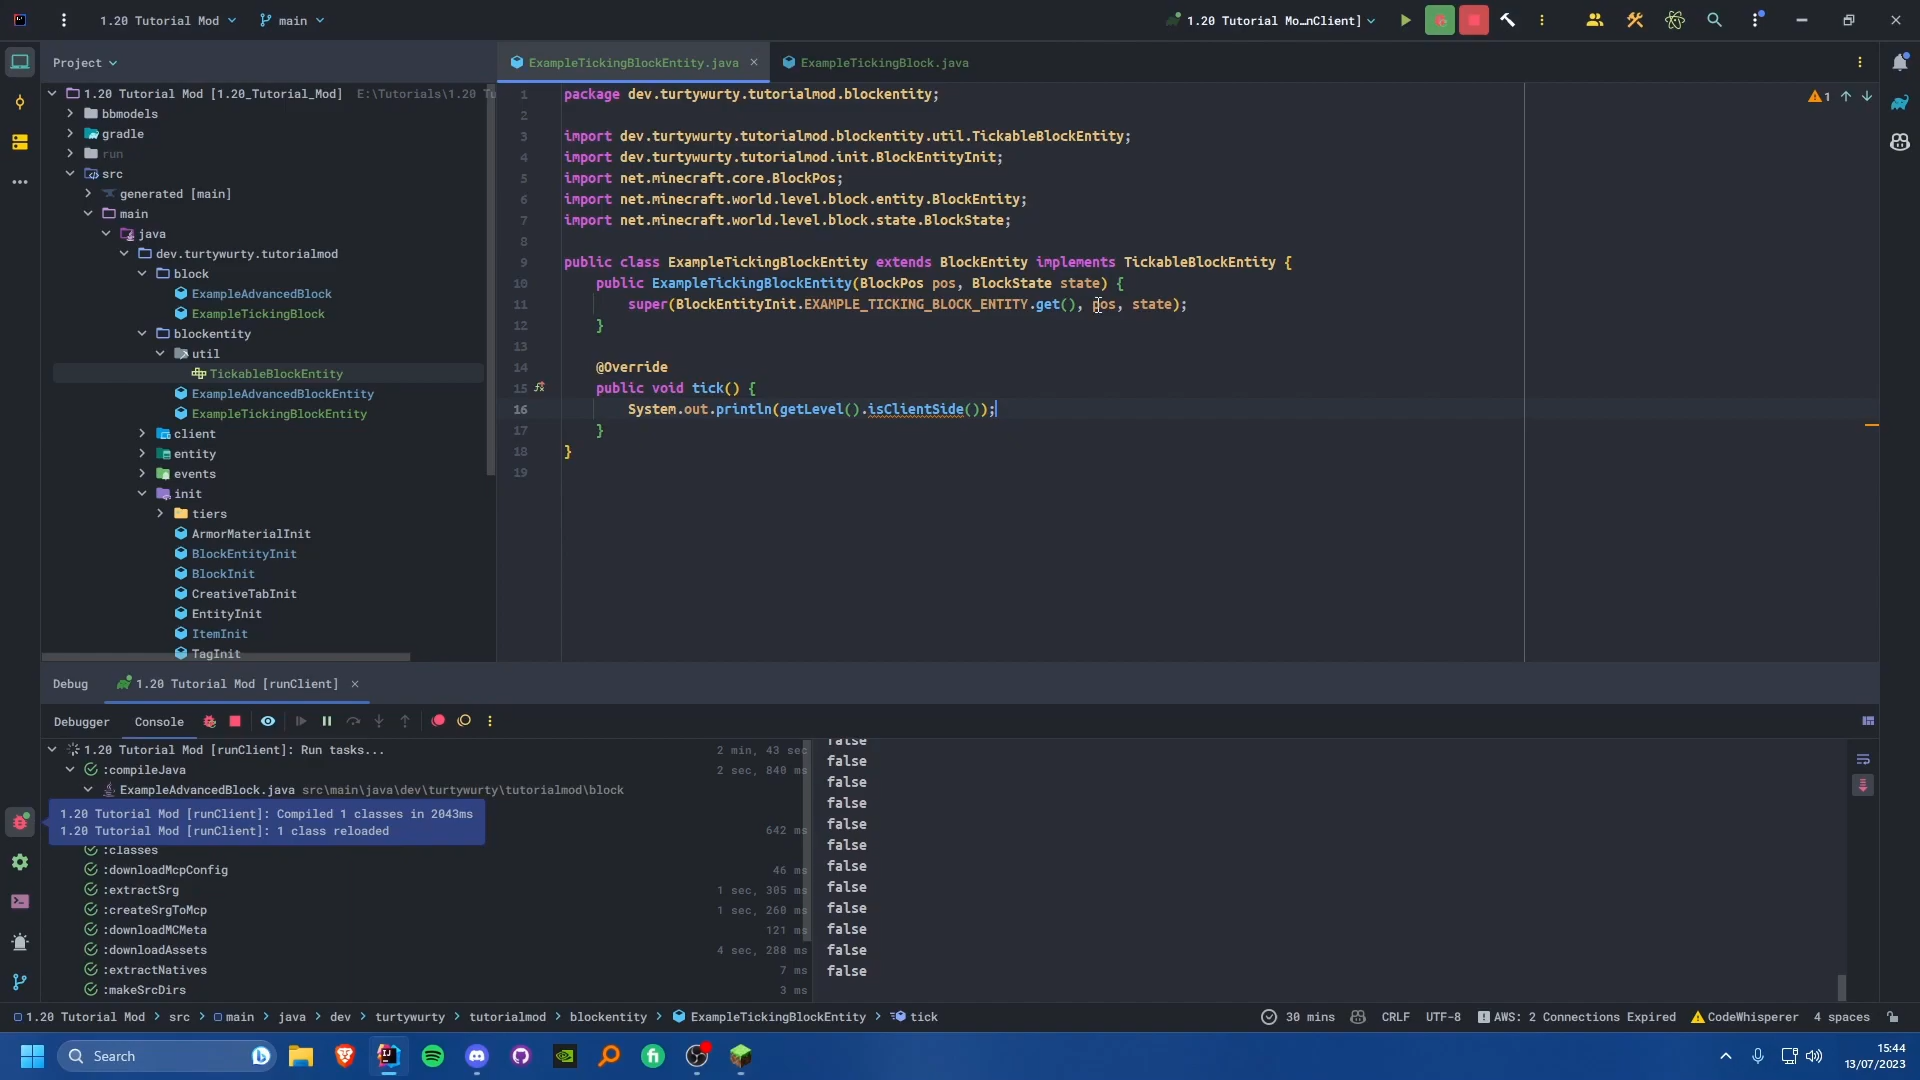 1.20 Tutorial Mod
main
1.20 Tutorial Mo…nClient]
Project
ExampleTickingBlockEntity.java
ExampleTickingBlock.java
1.20 Tutorial Mod [1.20_Tutorial_Mod] E:\Tutorials\1.20 Tu
bbmodels
gradle
run
src
generated [main]
main
java
dev.turtywurty.tutorialmod
block
ExampleAdvancedBlock
ExampleTickingBlock
blockentity
util
TickableBlockEntity
ExampleAdvancedBlockEntity
ExampleTickingBlockEntity
client
entity
events
init
tiers
ArmorMaterialInit
BlockEntityInit
BlockInit
CreativeTabInit
EntityInit
ItemInit
TagInit
1 package dev.turtywurty.tutorialmod.blockentity;
2
3 import dev.turtywurty.tutorialmod.blockentity.util.TickableBlockEntity;
4 import dev.turtywurty.tutorialmod.init.BlockEntityInit;
5 import net.minecraft.core.BlockPos;
6 import net.minecraft.world.level.block.entity.BlockEntity;
7 import net.minecraft.world.level.block.state.BlockState;
8
9 public class ExampleTickingBlockEntity extends BlockEntity implements TickableBlockEntity {
10 public ExampleTickingBlockEntity(BlockPos pos, BlockState state) {
11 super(BlockEntityInit.EXAMPLE_TICKING_BLOCK_ENTITY.get(), pos, state);
12 }
13
14 @Override
15 public void tick() {
16 System.out.println(getLevel().isClientSide());
17 }
18 }
19
1
Debug
1.20 Tutorial Mod [runClient]
Debugger
Console
1.20 Tutorial Mod [runClient]: Run tasks... 2 min, 43 sec
:compileJava 2 sec, 840 ms
ExampleAdvancedBlock.java src\main\java\dev\turtywurty\tutorialmod\block
1.20 Tutorial Mod [runClient]: Compiled 1 classes in 2043ms
1.20 Tutorial Mod [runClient]: 1 class reloaded
642 ms
:classes
:downloadMcpConfig 46 ms
:extractSrg 1 sec, 305 ms
:createSrgToMcp 1 sec, 260 ms
:downloadMCMeta 121 ms
:downloadAssets 4 sec, 288 ms
:extractNatives 7 ms
:makeSrcDirs 3 ms
false
false
false
false
false
false
false
false
false
false
false
false
1.20 Tutorial Mod > src > main > java > dev > turtywurty > tutorialmod > blockentity > ExampleTickingBlockEntity > tick
30 mins CRLF UTF-8 AWS: 2 Connections Expired CodeWhisperer 4 spaces
Search
15:44
13/07/2023